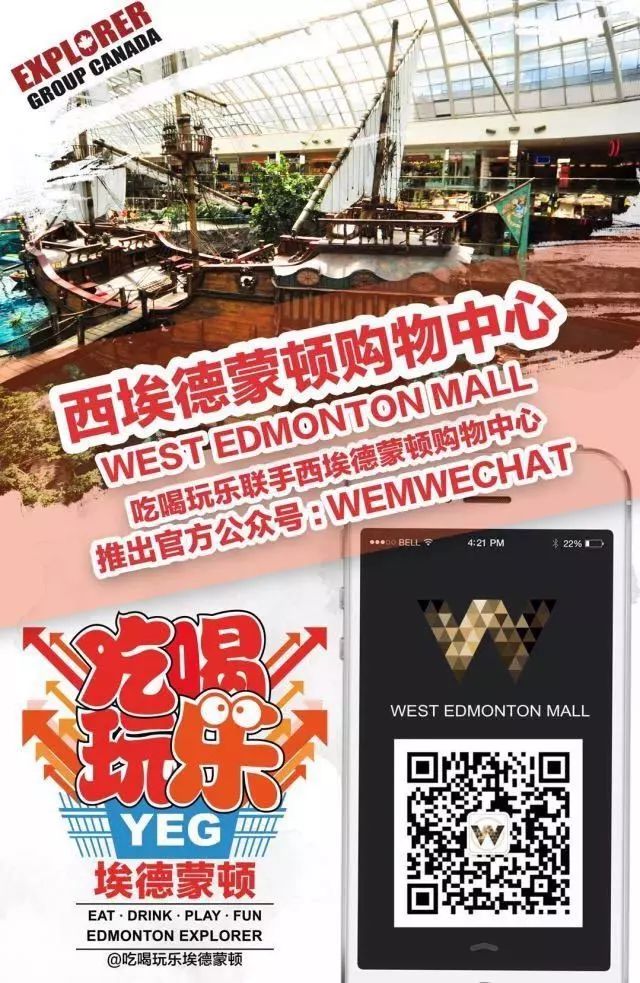 EXPLORER
GROUP CANADA
西埃德蒙顿购物中心
WEST EDMONTON MALL
吃喝玩乐联手西埃德蒙顿购物中心
推出官方公众号：WEMWECHAT
BELL 4:21 PM 22%
WEST EDMONTON MALL
吃喝
玩乐
YEG
埃德蒙顿
EAT · DRINK · PLAY · FUN
EDMONTON EXPLORER
@吃喝玩乐埃德蒙顿